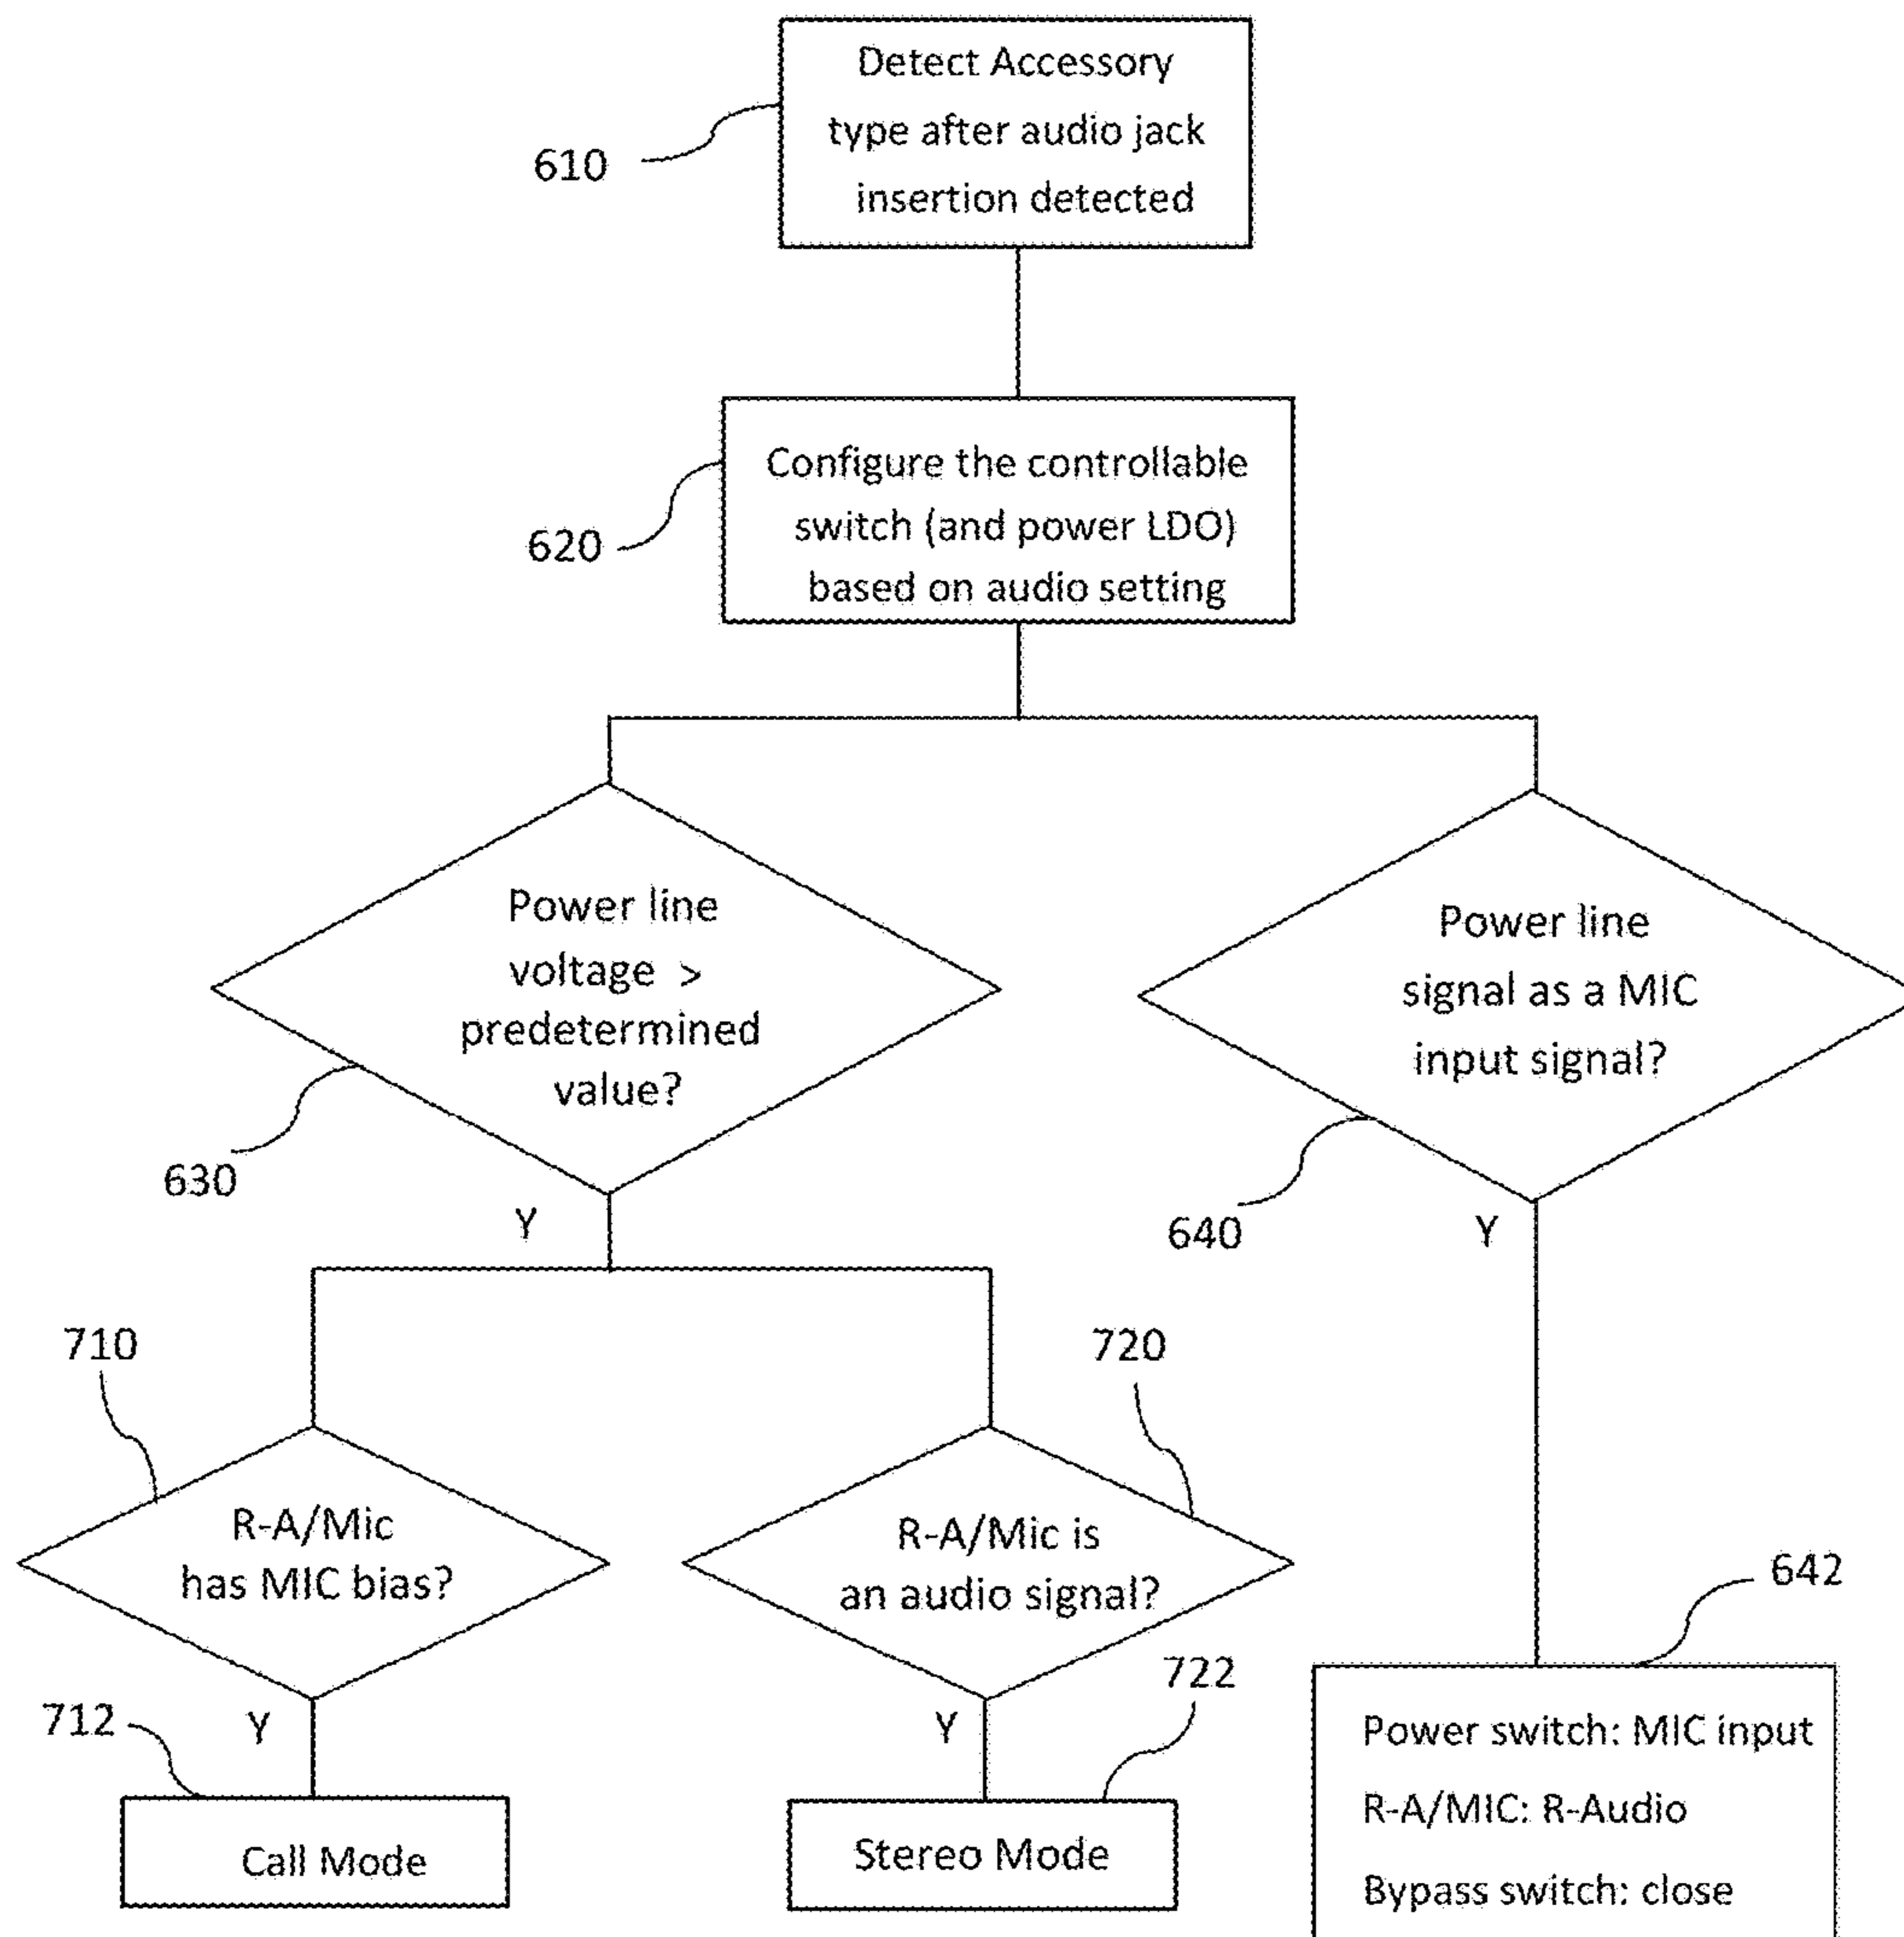 Detect Accessory
type after audio jack
insertion detected
610
Configure the controllable
switch (and power LDO)
based on audio setting
620
Power line
voltage >
predetermined
value?
630
Y
Power line
signal as a MIC
input signal?
640
Y
710
R-A/Mic
has MIC bias?
Y
712
Call Mode
720
R-A/Mic is
an audio signal?
Y
722
Stereo Mode
642
Power switch: MIC input
R-A/MIC: R-Audio
Bypass switch: close